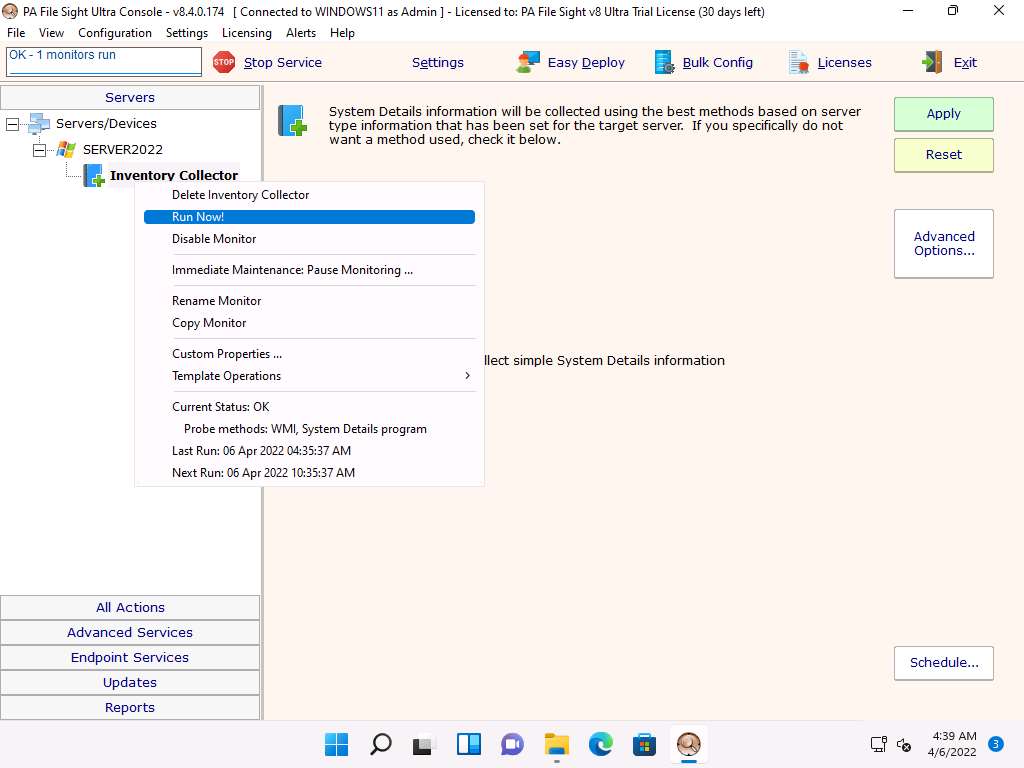 PA File Sight Ultra Console - v8.4.0.174 [ Connected to WINDOWS11 as Admin ] - Licensed to: PA File Sight v8 Ultra Trial License (30 days left)
File View Configuration Settings Licensing Alerts Help
OK - 1 monitors run
STOP Stop Service Settings Easy Deploy Bulk Config Licenses Exit
Servers
Servers/Devices
SERVER2022
Inventory Collector
System Details information will be collected using the best methods based on server
type information that has been set for the target server. If you specifically do not
want a method used, check it below.
Apply
Reset
Advanced
Options...
Delete Inventory Collector
Run Now!
Disable Monitor
Immediate Maintenance: Pause Monitoring ...
Rename Monitor
Copy Monitor
Custom Properties ...
Template Operations
Current Status: OK
Probe methods: WMI, System Details program
Last Run: 06 Apr 2022 04:35:37 AM
Next Run: 06 Apr 2022 10:35:37 AM
llect simple System Details information
All Actions
Advanced Services
Endpoint Services
Updates
Reports
Schedule...
4:39 AM
4/6/2022
3